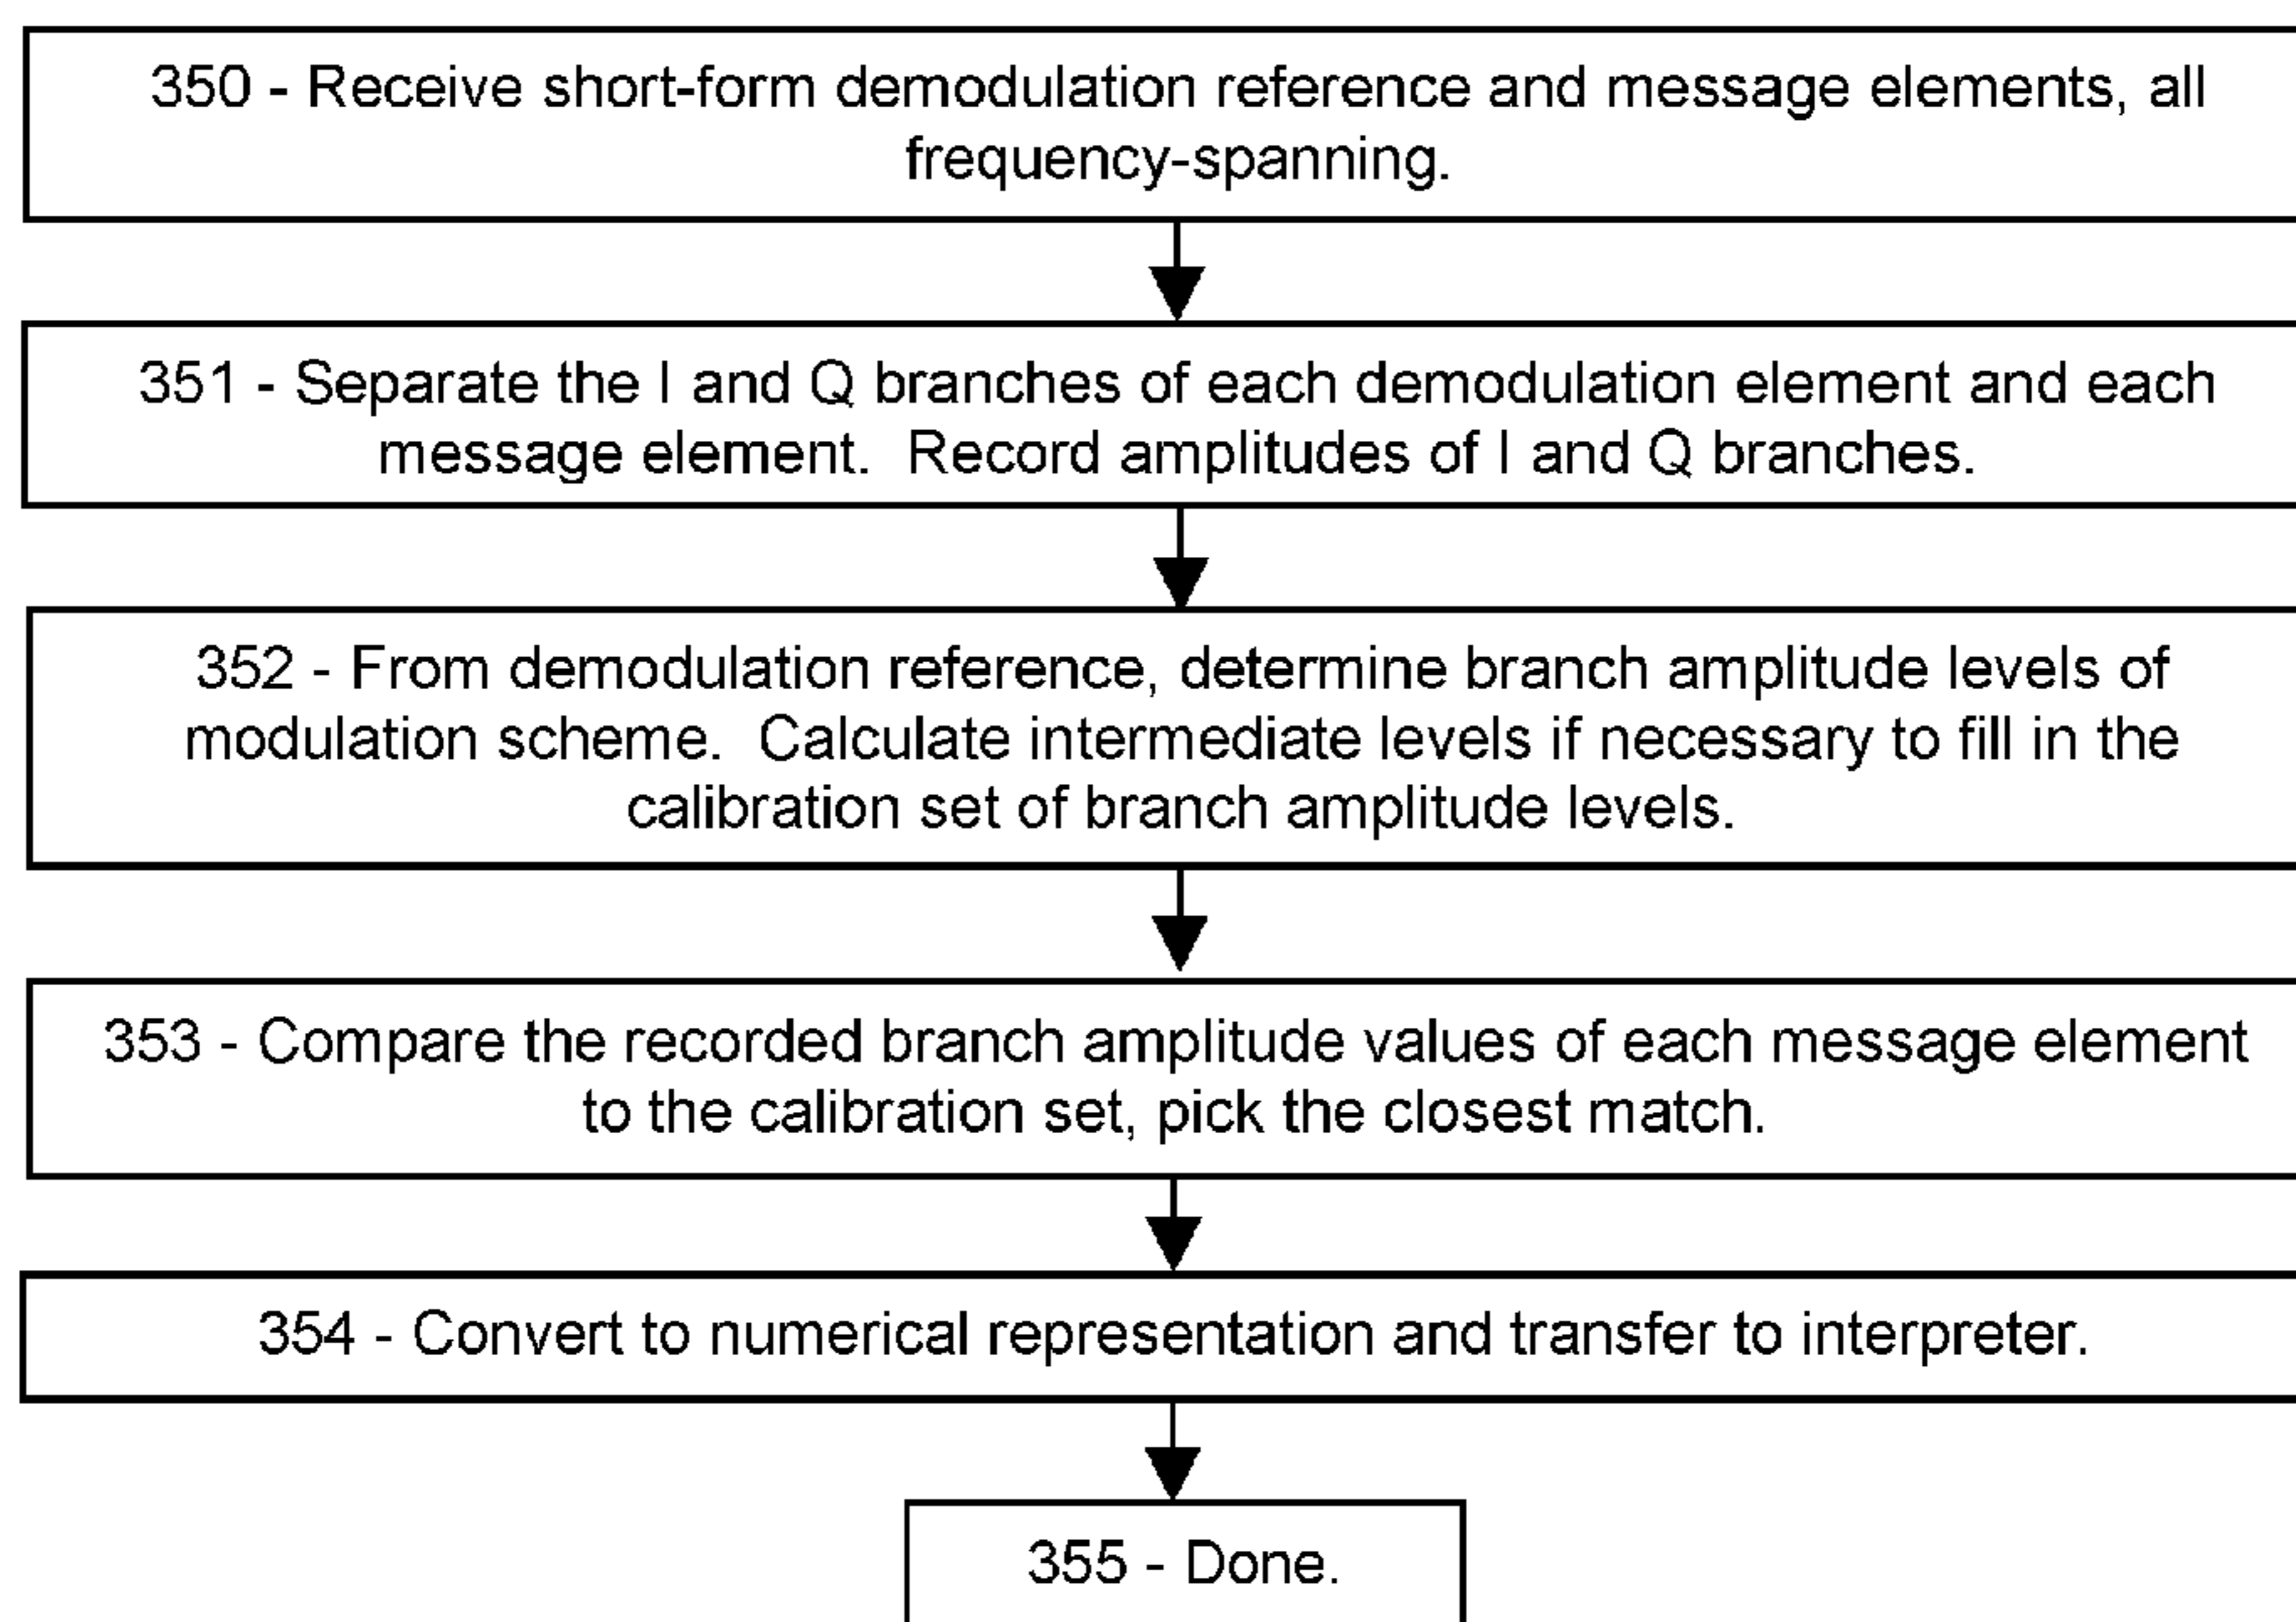 350 - Receive short-form demodulation reference and message elements, all
frequency-spanning.
351 - Separate the I and Q branches of each demodulation element and each
message element.  Record amplitudes of I and Q branches.
352 - From demodulation reference, determine branch amplitude levels of
modulation scheme.  Calculate intermediate levels if necessary to fill in the
calibration set of branch amplitude levels.
353 - Compare the recorded branch amplitude values of each message element
to the calibration set, pick the closest match.
354 - Convert to numerical representation and transfer to interpreter.
355 - Done.